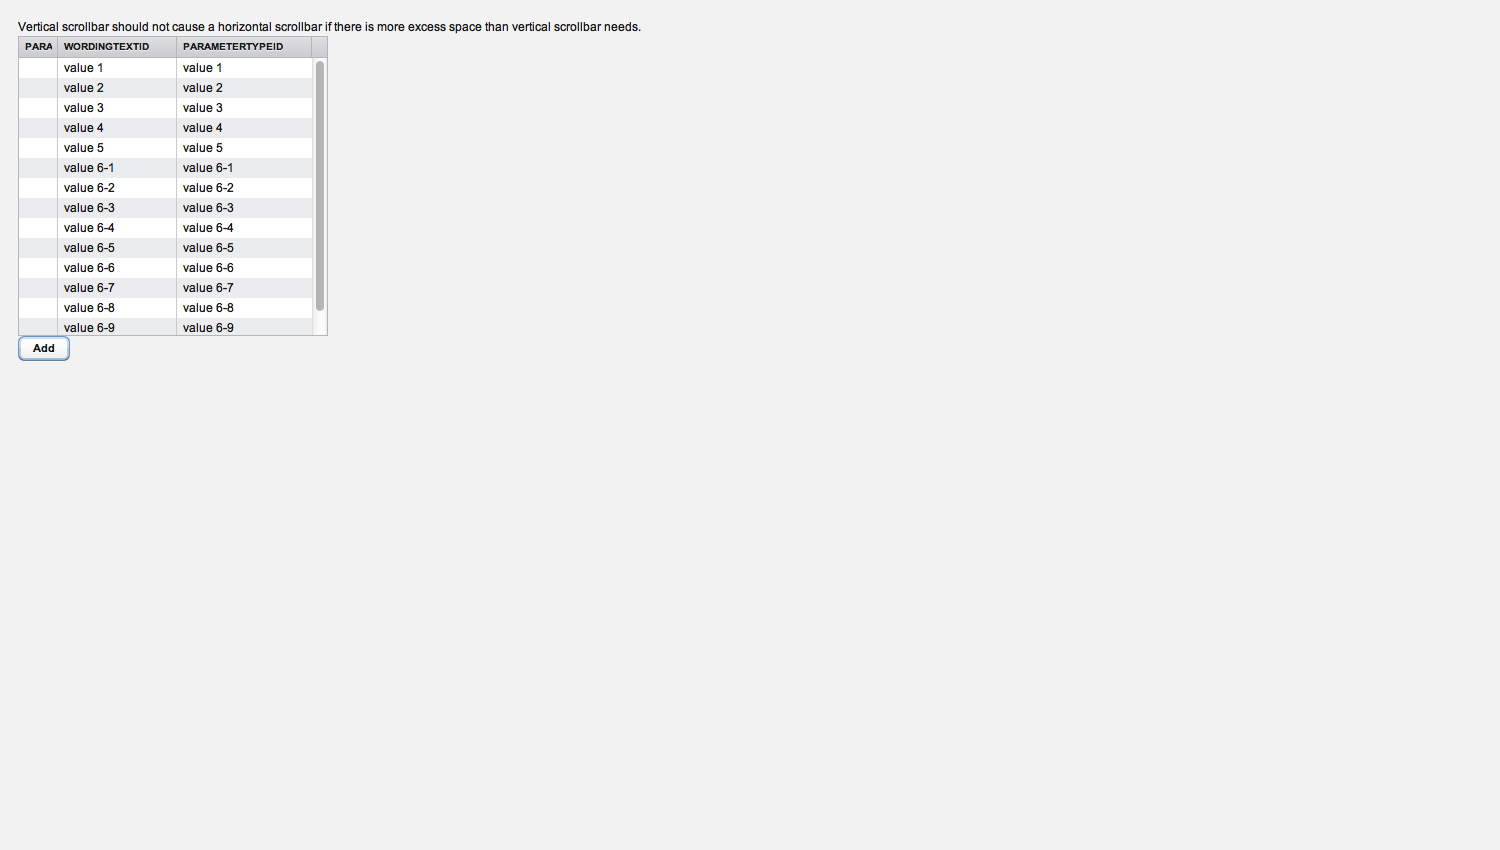 Vertical scrollbar should not cause a horizontal scrollbar if there is more excess space than vertical scrollbar needs.
PARA WORDINGTEXTID PARAMETERTYPEID
value 1 value 1
value 2 value 2
value 3 value 3
value 4 value 4
value 5 value 5
value 6-1 value 6-1
value 6-2 value 6-2
value 6-3 value 6-3
value 6-4 value 6-4
value 6-5 value 6-5
value 6-6 value 6-6
value 6-7 value 6-7
value 6-8 value 6-8
value 6-9 value 6-9
Add